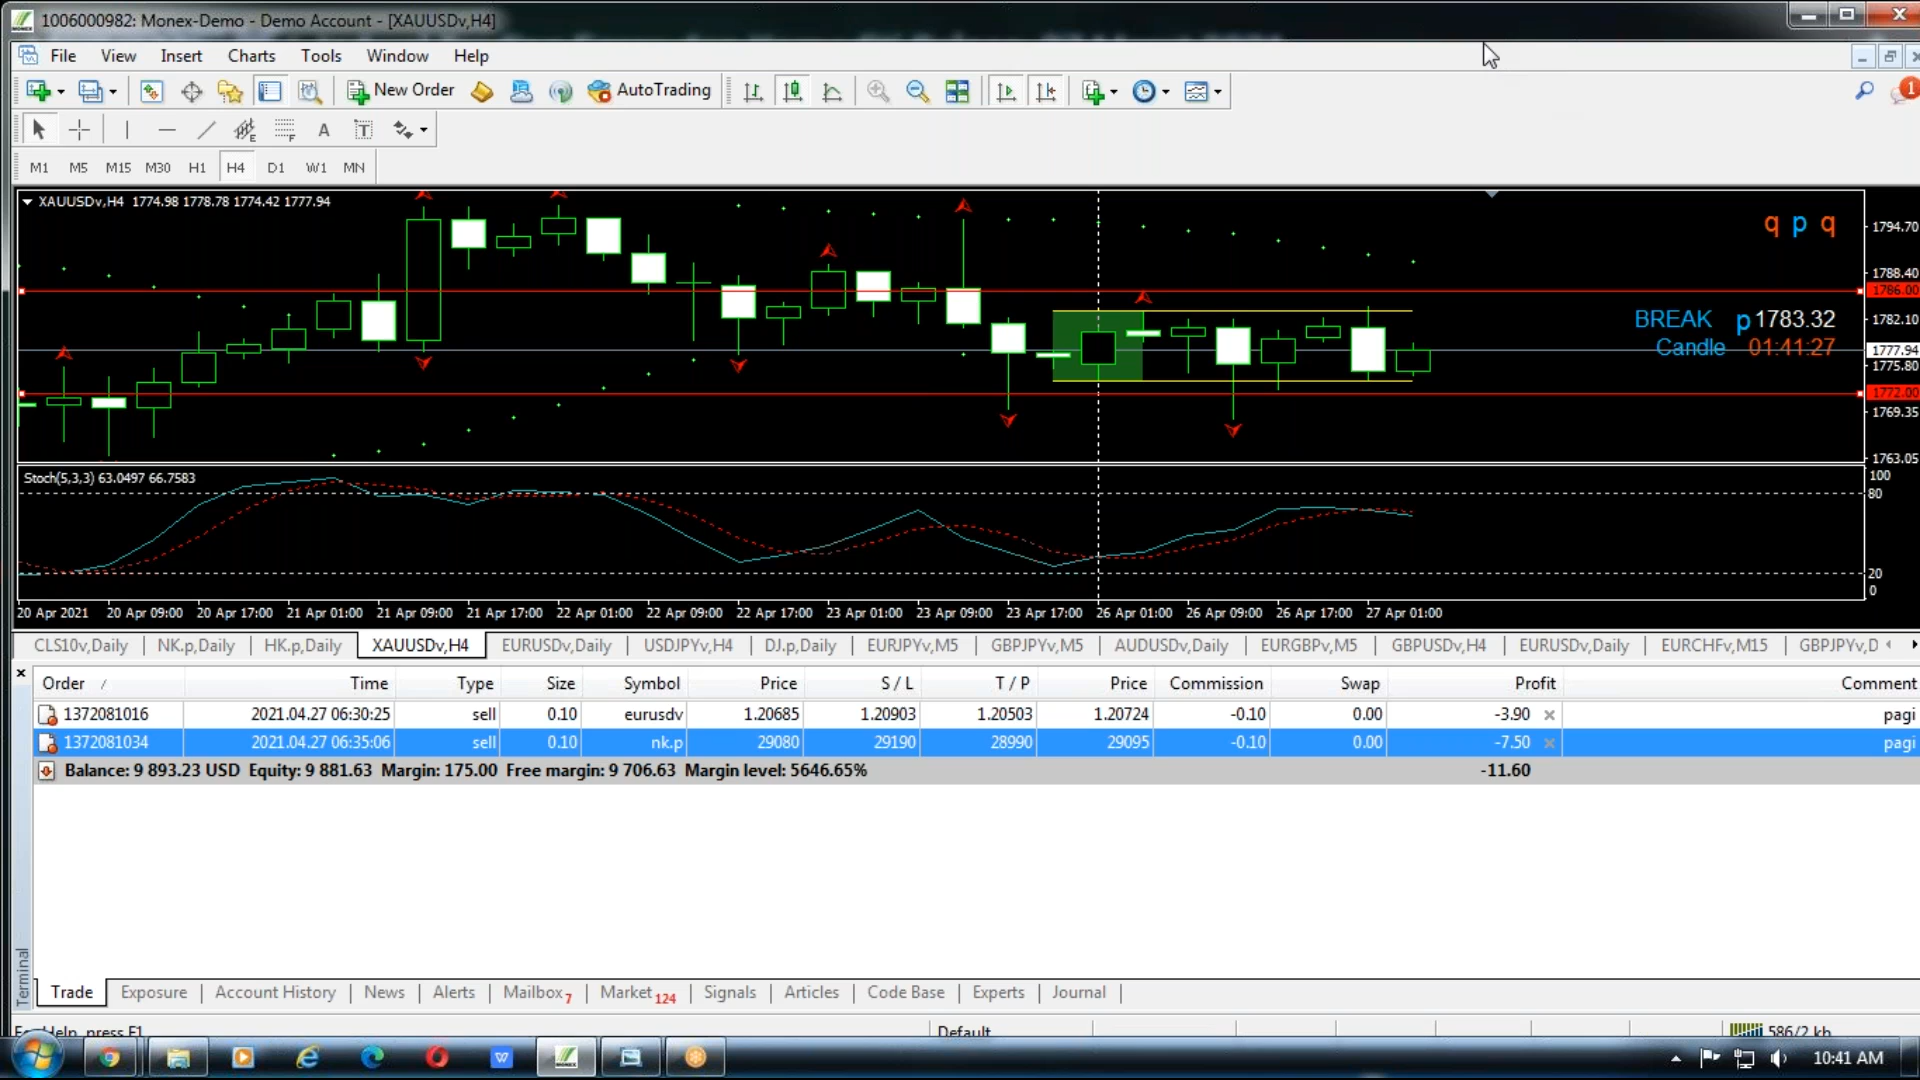 1006000982: Monex-Demo - Demo Account - [XAUUSDv,H4]
File View Insert Charts Tools Window Help
New Order AutoTrading 1
E F A T
M1 M5 M15 M30 H1 H4 D1 W1 MN
XAUUSDv,H4 1774.98 1778.78 1774.42 1777.94
q p q
1794.70
1788.40
1786.00
BREAK p 1783.32
1782.10
Candle 01:41:27
1777.94
1775.80
1772.00
1769.35
1763.05
Stoch(5,3,3) 63.0497 66.7583
100
80
20
0
20 Apr 2021 20 Apr 09:00 20 Apr 17:00 21 Apr 01:00 21 Apr 09:00 21 Apr 17:00 22 Apr 01:00 22 Apr 09:00 22 Apr 17:00 23 Apr 01:00 23 Apr 09:00 23 Apr 17:00 26 Apr 01:00 26 Apr 09:00 26 Apr 17:00 27 Apr 01:00
CLS10v,Daily NK.p,Daily HK.p,Daily XAUUSDv,H4 EURUSDv,Daily USDJPYv,H4 DJ.p,Daily EURJPYv,M5 GBPJPYv,M5 AUDUSDv,Daily EURGBPv,M5 GBPUSDv,H4 EURUSDv,Daily EURCHFv,M15 GBPJPYv,D
Order / Time Type Size Symbol Price S / L T / P Price Commission Swap Profit Comment
1372081016 2021.04.27 06:30:25 sell 0.10 eurusdv 1.20685 1.20903 1.20503 1.20724 -0.10 0.00 -3.90 pagi
1372081034 2021.04.27 06:35:06 sell 0.10 nk.p 29080 29190 28990 29095 -0.10 0.00 -7.50 pagi
Balance: 9 893.23 USD Equity: 9 881.63 Margin: 175.00 Free margin: 9 706.63 Margin level: 5646.65% -11.60
Terminal
Trade Exposure Account History News Alerts Mailbox 7 Market 124 Signals Articles Code Base Experts Journal
Help, press F1 Default 586/2 kb
10:41 AM